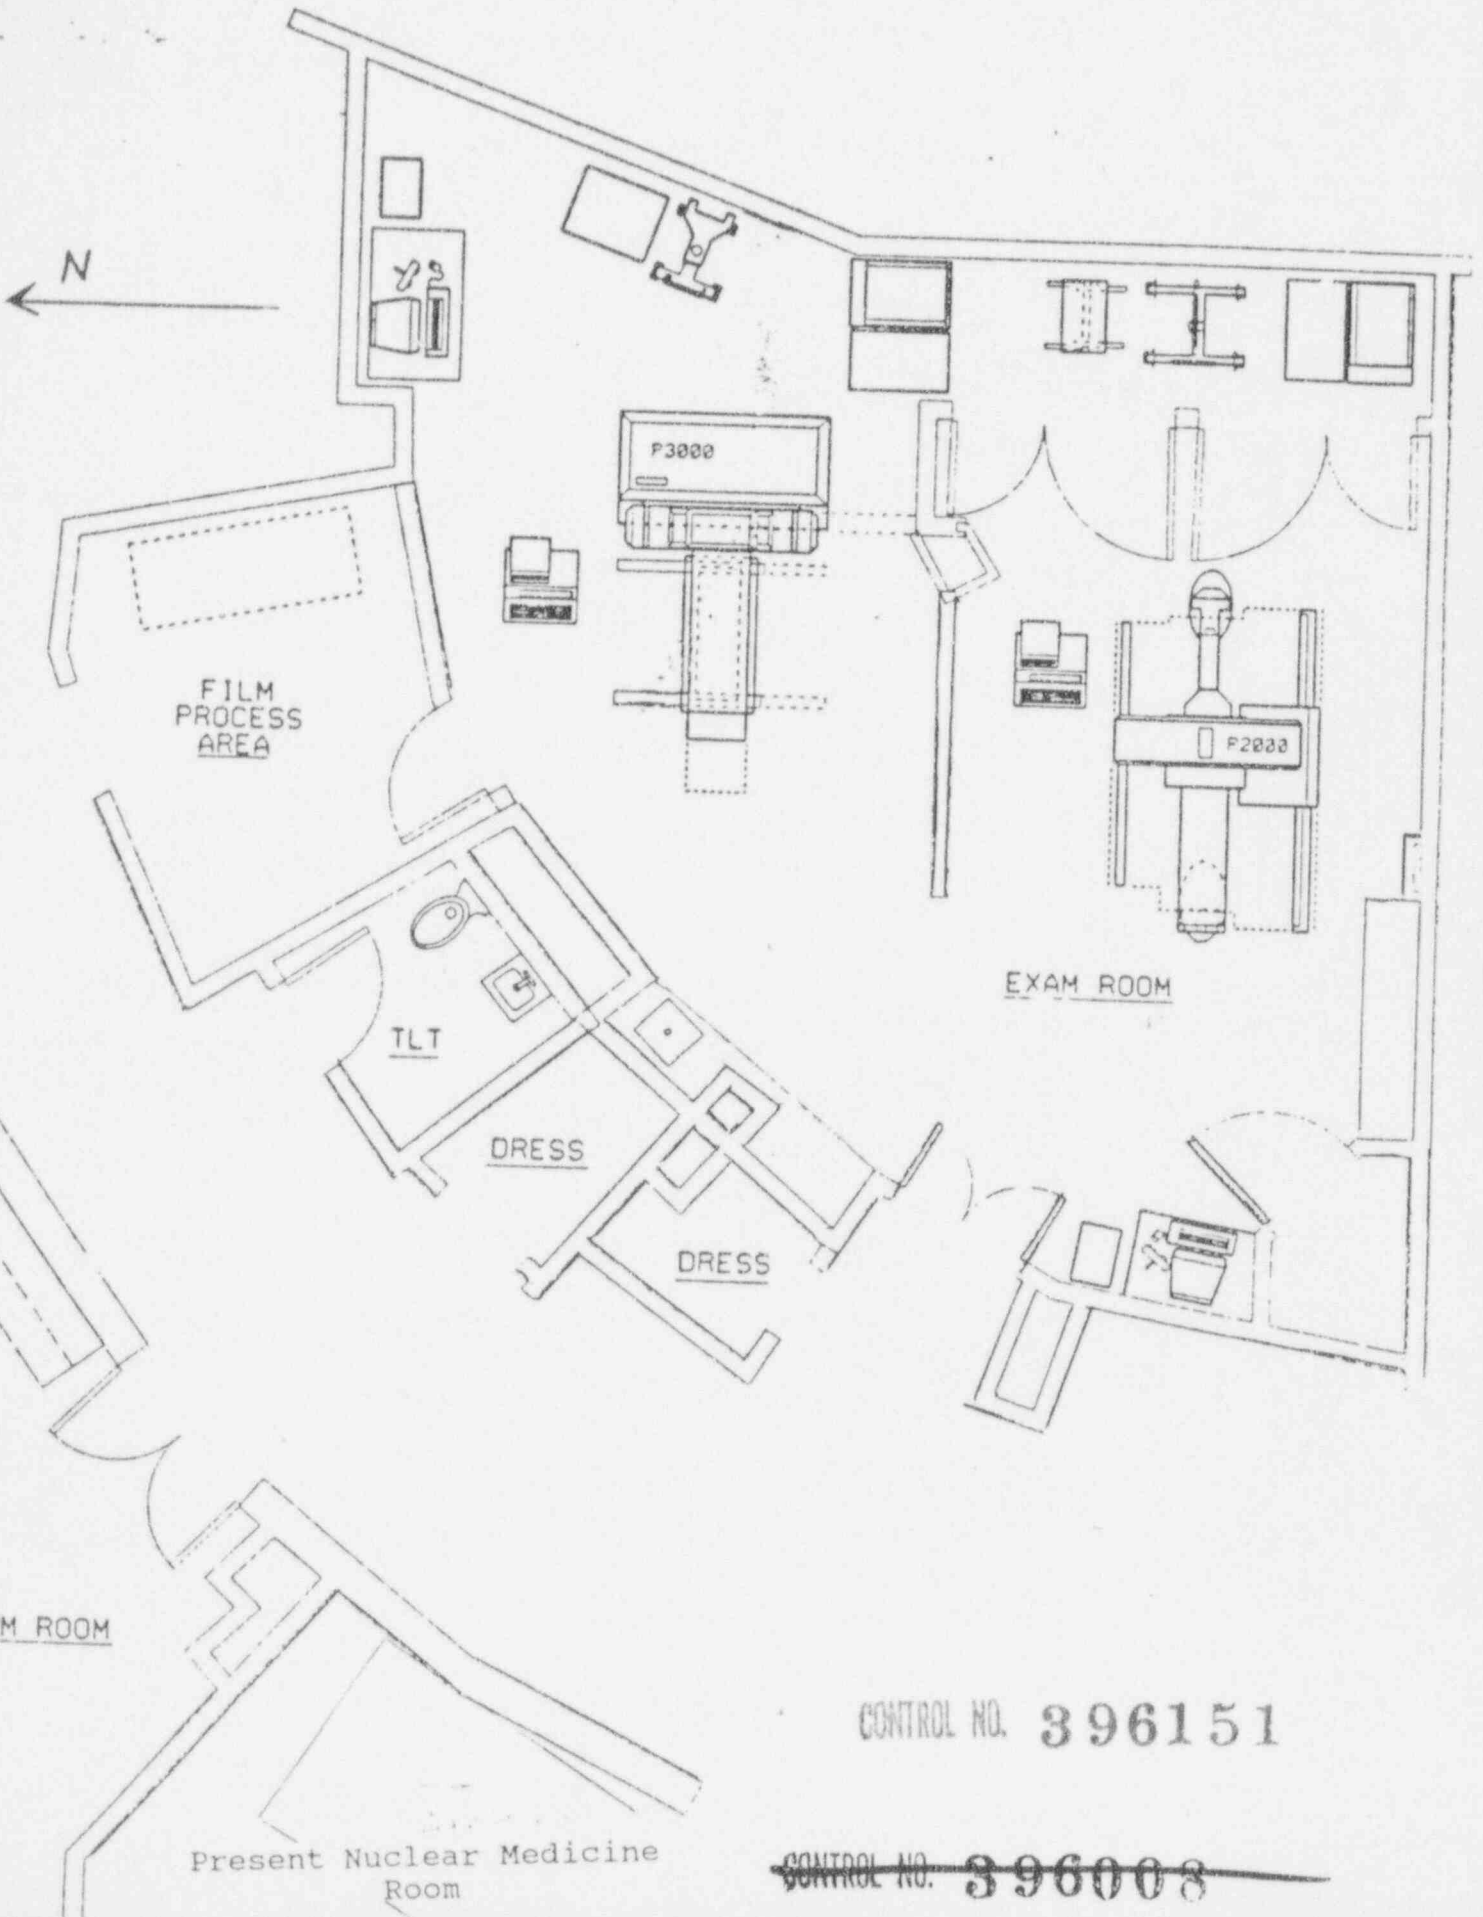 N
P3000
FILM
PROCESS
AREA
P2000
EXAM ROOM
TLT
DRESS
DRESS
M ROOM
CONTROL NO. 396151
Present Nuclear Medicine
Room
CONTROL NO. 396008